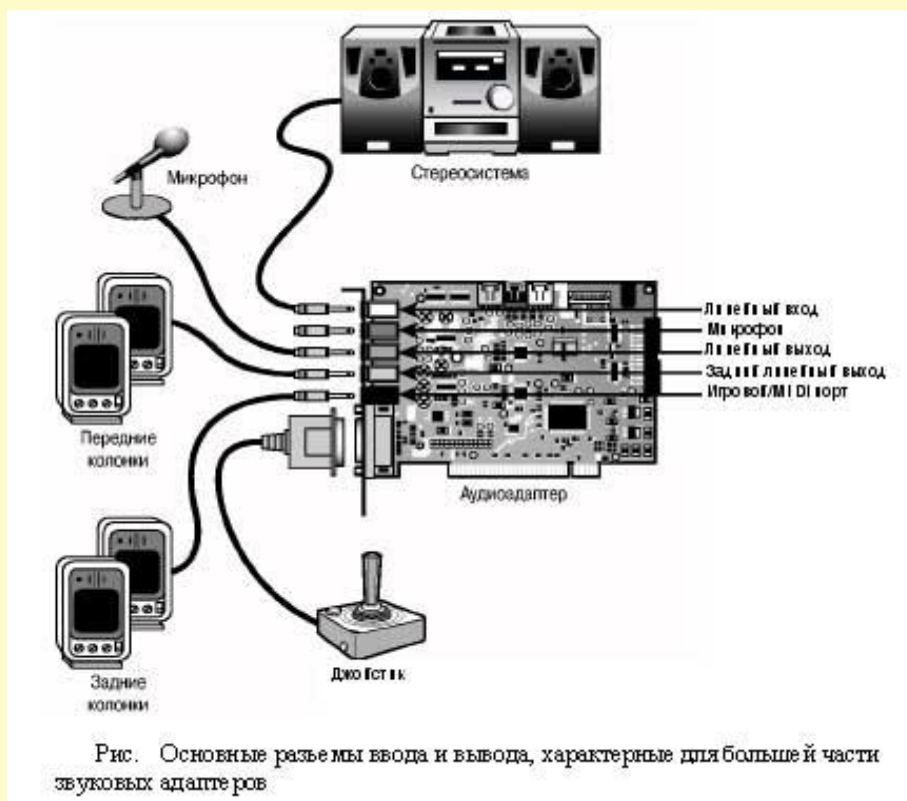 Стереосистема
Микрофон
Линейный вход
Микрофон
Линейный выход
Задний линейный выход
Игровой/MIDI порт
Передние
колонки
Аудиоадаптер
Задние
колонки
Джойстик
Рис. Основные разъемы ввода и вывода, характерные для большей части
звуковых адаптеров